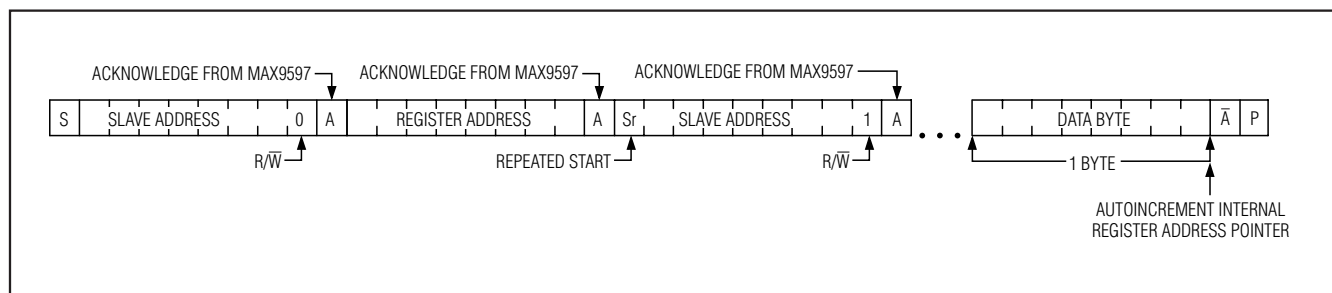 ACKNOWLEDGE FROM MAX9597 ACKNOWLEDGE FROM MAX9597 ACKNOWLEDGE FROM MAX9597
S SLAVE ADDRESS 0 A REGISTER ADDRESS A Sr SLAVE ADDRESS 1 A ••• DATA BYTE A̅ P
R/W̅ REPEATED START R/W̅ 1 BYTE
AUTOINCREMENT INTERNAL
REGISTER ADDRESS POINTER